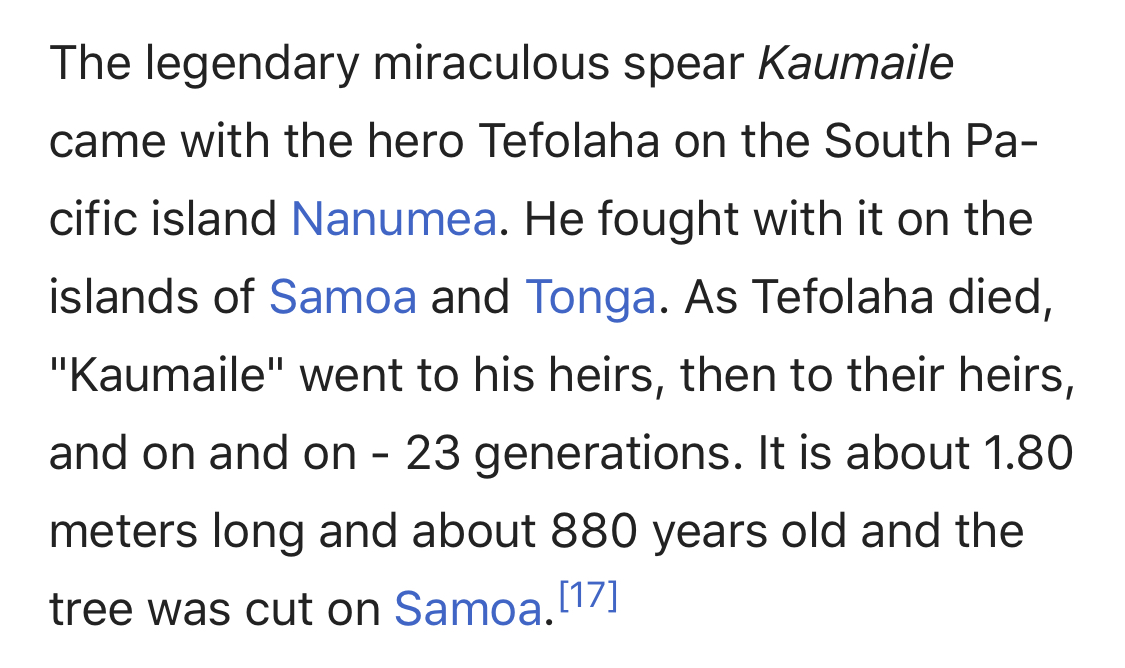 The legendary miraculous spear Kaumaile
came with the hero Tefolaha on the South Pa-
cific island Nanumea. He fought with it on the
islands of Samoa and Tonga. As Tefolaha died,
"Kaumaile" went to his heirs, then to their heirs,
and on and on - 23 generations. It is about 1.80
meters long and about 880 years old and the
tree was cut on Samoa.[17]